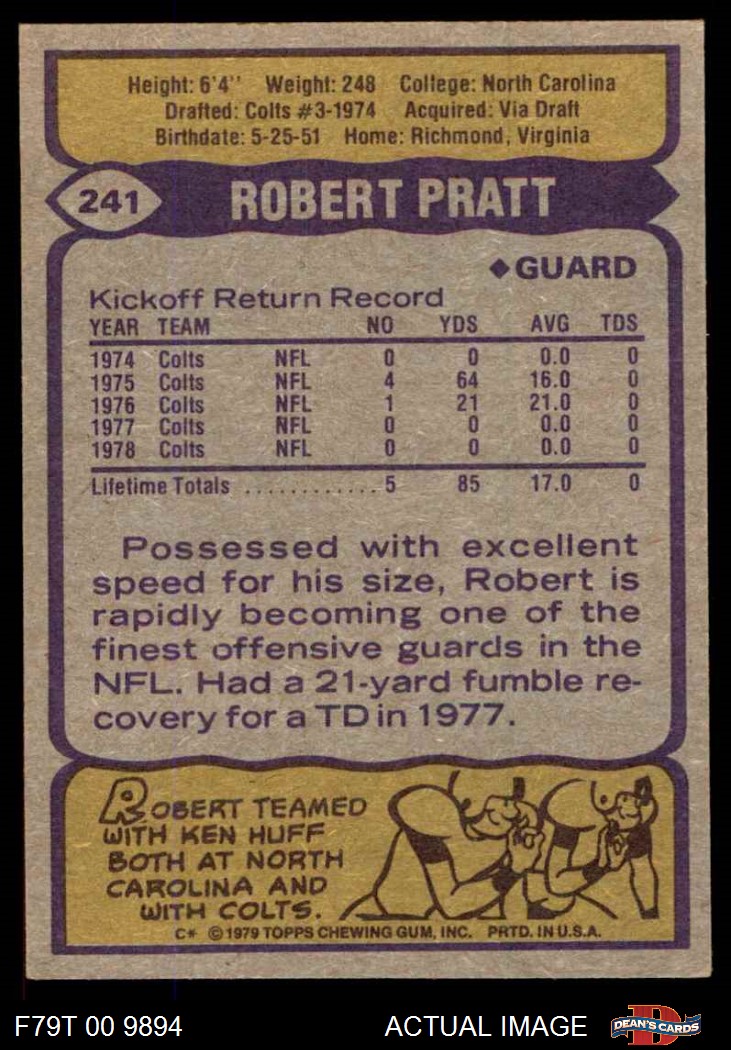 Height: 6'4'' Weight: 248 College: North Carolina
Drafted: Colts #3-1974 Acquired: Via Draft
Birthdate: 5-25-51 Home: Richmond, Virginia
241 ROBERT PRATT
◆GUARD
Kickoff Return Record
YEAR TEAM NO YDS AVG TDS
1974 Colts NFL 0 0 0.0 0
1975 Colts NFL 4 64 16.0 0
1976 Colts NFL 1 21 21.0 0
1977 Colts NFL 0 0 0.0 0
1978 Colts NFL 0 0 0.0 0
Lifetime Totals ............ 5 85 17.0 0
Possessed with excellent
speed for his size, Robert is
rapidly becoming one of the
finest offensive guards in the
NFL. Had a 21-yard fumble re-
covery for a TD in 1977.
ROBERT TEAMED
WITH KEN HUFF
BOTH AT NORTH
CAROLINA AND
WITH COLTS.
C* © 1979 TOPPS CHEWING GUM, INC. PRTD. IN U.S.A.
F79T 00 9894 ACTUAL IMAGE D DEAN'S CARDS